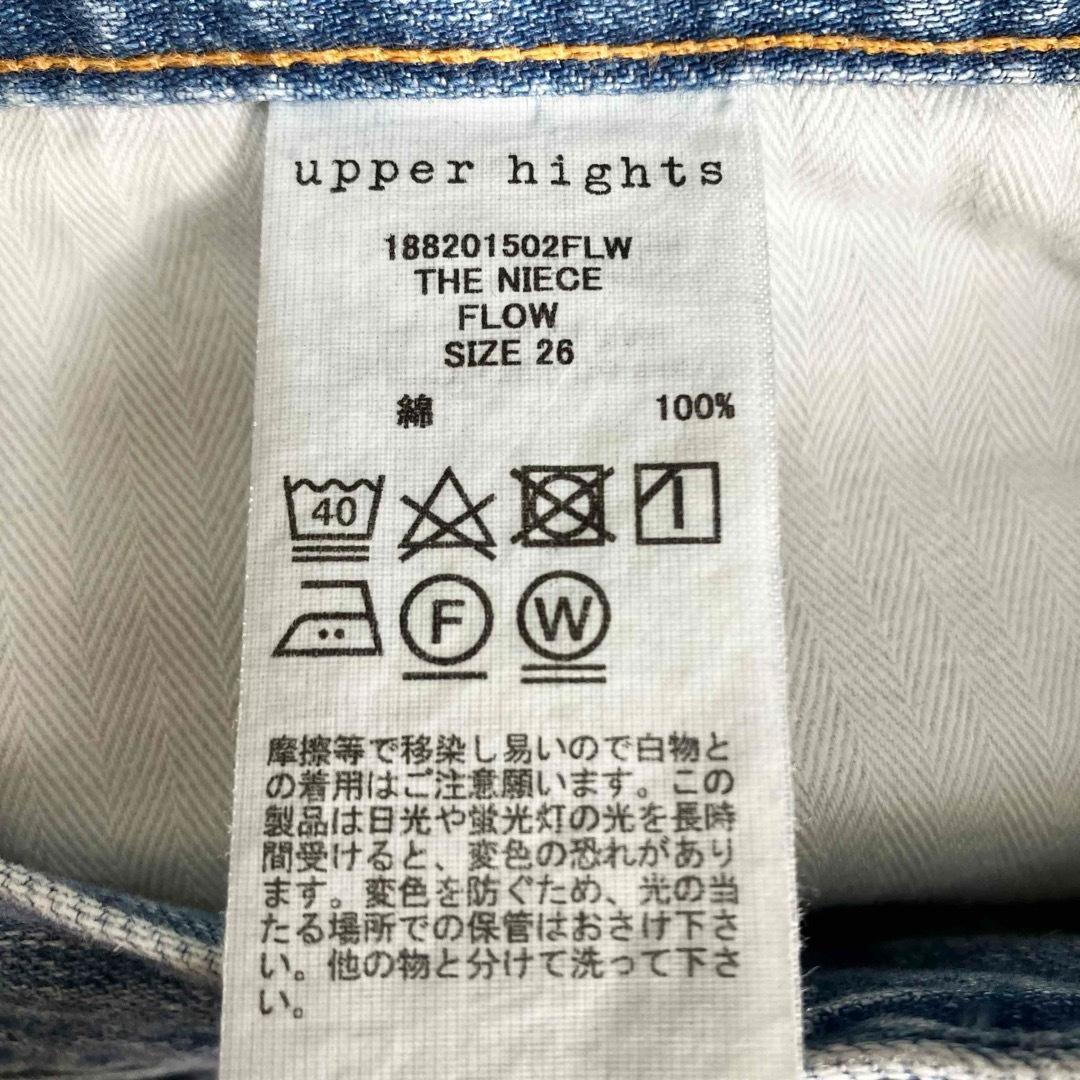 upper hights
188201502FLW
THE NIECE
FLOW
SIZE 26
綿 100%
40
F W
摩擦等で移染し易いので白物と
の着用はご注意願います。この
製品は日光や蛍光灯の光を長時
間受けると、変色の恐れがあり
ます。変色を防ぐため、光の当
たる場所での保管はおさけ下さ
い。他の物と分けて洗って下さ
い。